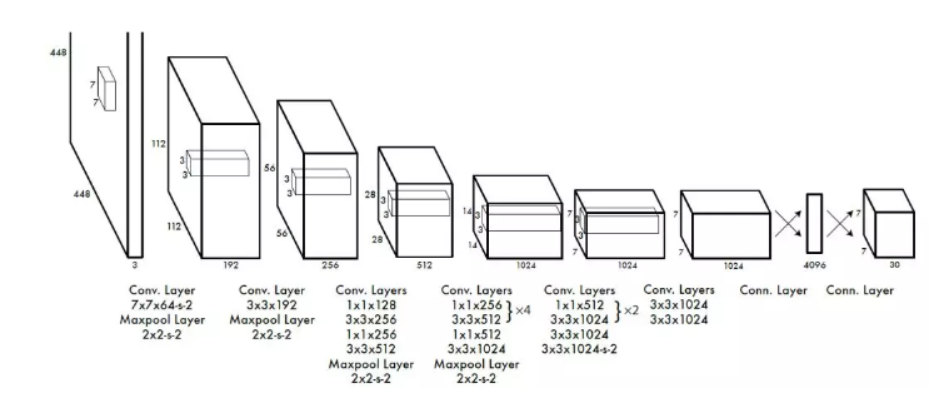 448
7
7
448
3
112
3
3
112
192
56
3
3
56
256
28
3
3
28
512
14
3
3
14
1024
7
3
3
7
1024
7
7
1024
4096
7
7
30
Conv. Layer
7x7x64-s-2
Maxpool Layer
2x2-s-2
Conv. Layer
3x3x192
Maxpool Layer
2x2-s-2
Conv. Layers
1x1x128
3x3x256
1x1x256
3x3x512
Maxpool Layer
2x2-s-2
Conv. Layers
1x1x256
3x3x512
}×4
1x1x512
3x3x1024
Maxpool Layer
2x2-s-2
Conv. Layers
1x1x512
3x3x1024
}×2
3x3x1024
3x3x1024-s-2
Conv. Layers
3x3x1024
3x3x1024
Conn. Layer
Conn. Layer